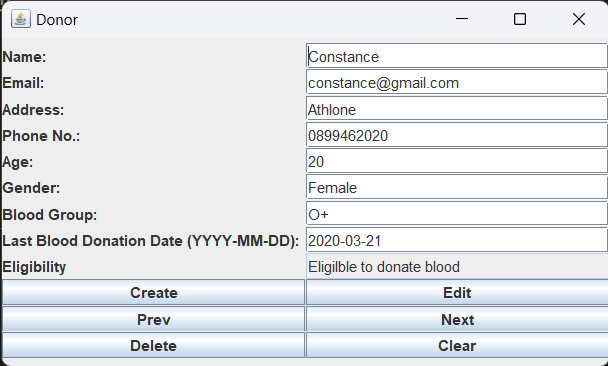 Donor
Name: Constance
Email: constance@gmail.com
Address: Athlone
Phone No.: 0899462020
Age: 20
Gender: Female
Blood Group: O+
Last Blood Donation Date (YYYY-MM-DD): 2020-03-21
Eligibility Eligilble to donate blood
Create Edit
Prev Next
Delete Clear